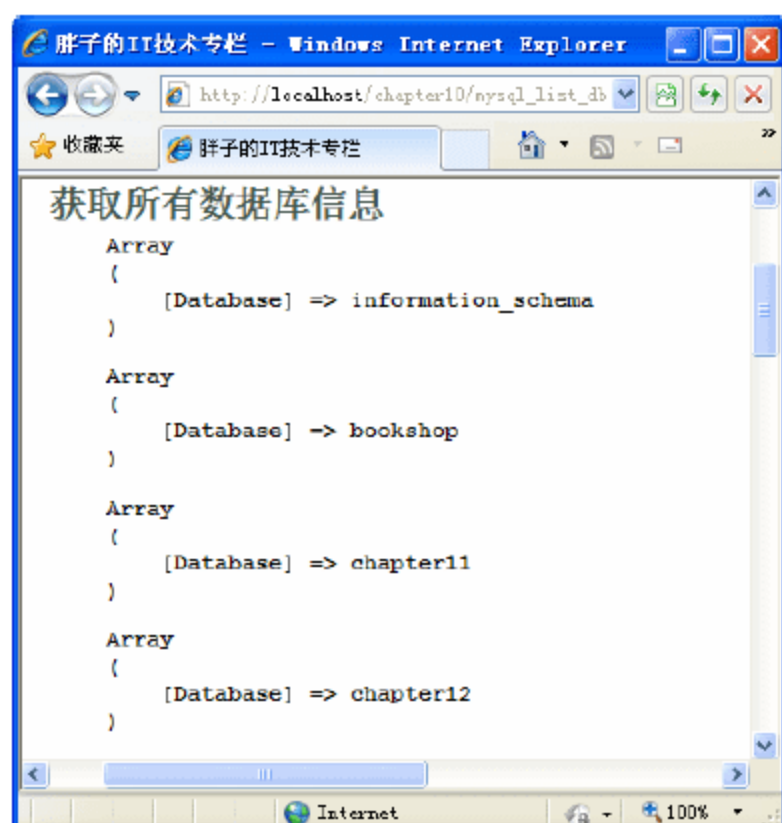 胖子的IT技术专栏 - Windows Internet Explorer
http://localhost/chapter10/mysql_list_db
收藏夹
胖子的IT技术专栏
»
获取所有数据库信息
Array
(
[Database] => information_schema
)
Array
(
[Database] => bookshop
)
Array
(
[Database] => chapter11
)
Array
(
[Database] => chapter12
)
Internet
100%